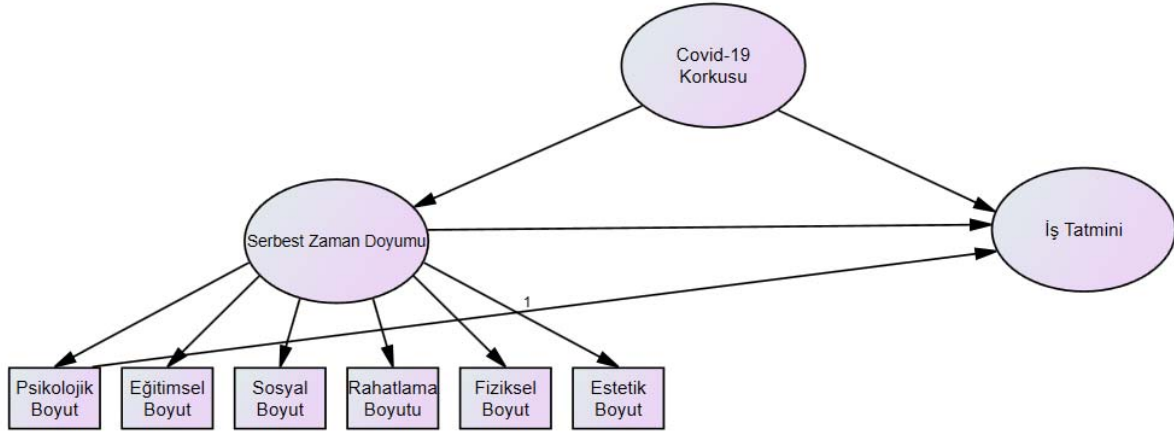 Covid-19
Korkusu
İş Tatmini
Serbest Zaman Doyumu
1
Psikolojik
Boyut
Eğitimsel
Boyut
Sosyal
Boyut
Rahatlama
Boyutu
Fiziksel
Boyut
Estetik
Boyut